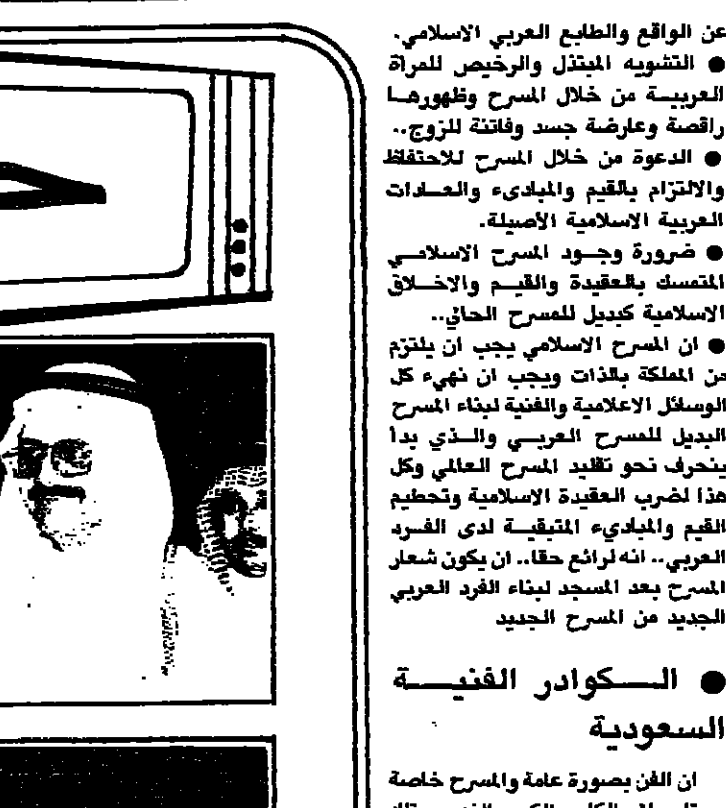 عن الواقع والطابع العربي الاسلامي.
● التشويه المبتذل والرخيص للمراة
العربيـة من خلال المسرح وظهورهـا
راقصة وعارضة جسد وفاتنة للزوج..
● الدعوة من خلال المسرح للاحتفاظ
والالتزام بالقيم والمبادىء والعـادات
العربية الاسلامية الأصيلة.
● ضرورة وجـود المسرح الاسلامـي
المتمسك بالعقيدة والقيـم والاخـلاق
الاسلامية كبديل للمسرح الحالي..
● ان المسرح الاسلامي يجب ان يلتزم
من المملكة بالذات ويجب ان نهيء كل
الوسائل الاعلامية والفنية لبناء المسرح
البديل للمسرح العربـي والـذي بدأ
ينحرف نحو تقليد المسرح العالمي وكل
هذا لضرب العقيدة الاسلامية وتحطيم
القيم والمباديء المتبقيـة لدى الفـرد
العربي.. انه لرائع حقا.. ان يكون شعار
المسرح بعد المسجد لبناء الفرد العربي
الجديد من المسرح الجديد
● الـكوادر الفنيـة
السعودية
ان الفن بصورة عامة والمسرح خاصة